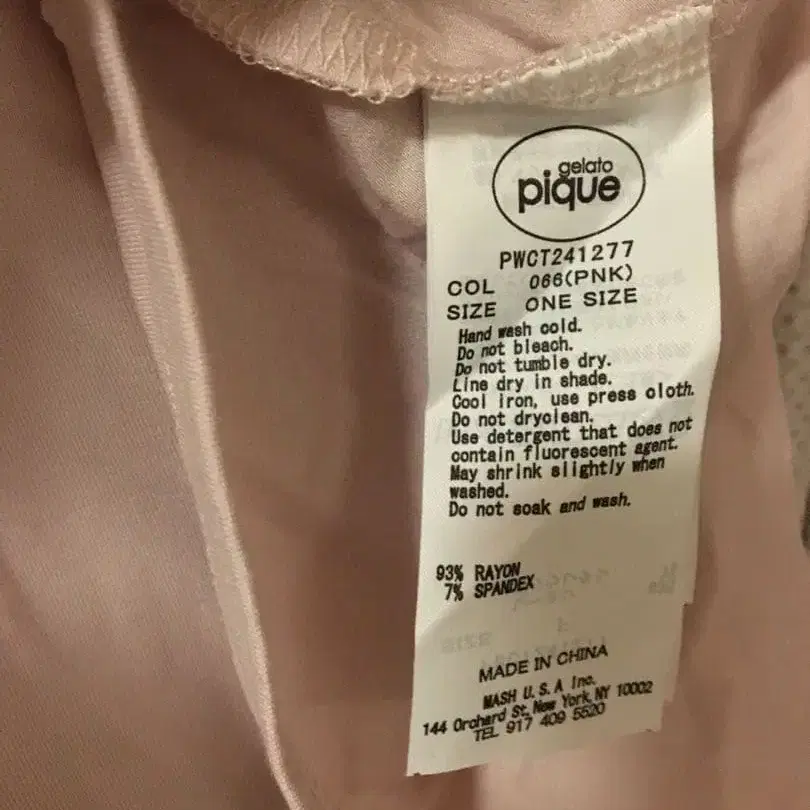 gelato
pique
PWCT241277
COL 066(PNK)
SIZE ONE SIZE
Hand wash cold.
Do not bleach.
Do not tumble dry.
Line dry in shade.
Cool iron, use press cloth.
Do not dryclean.
Use detergent that does not
contain fluorescent agent.
May shrink slightly when
washed.
Do not soak and wash.
93% RAYON
7% SPANDEX
MADE IN CHINA
MASH U.S.A Inc.
144 Orchard St, New York, NY 10002
TEL 917 409 5520